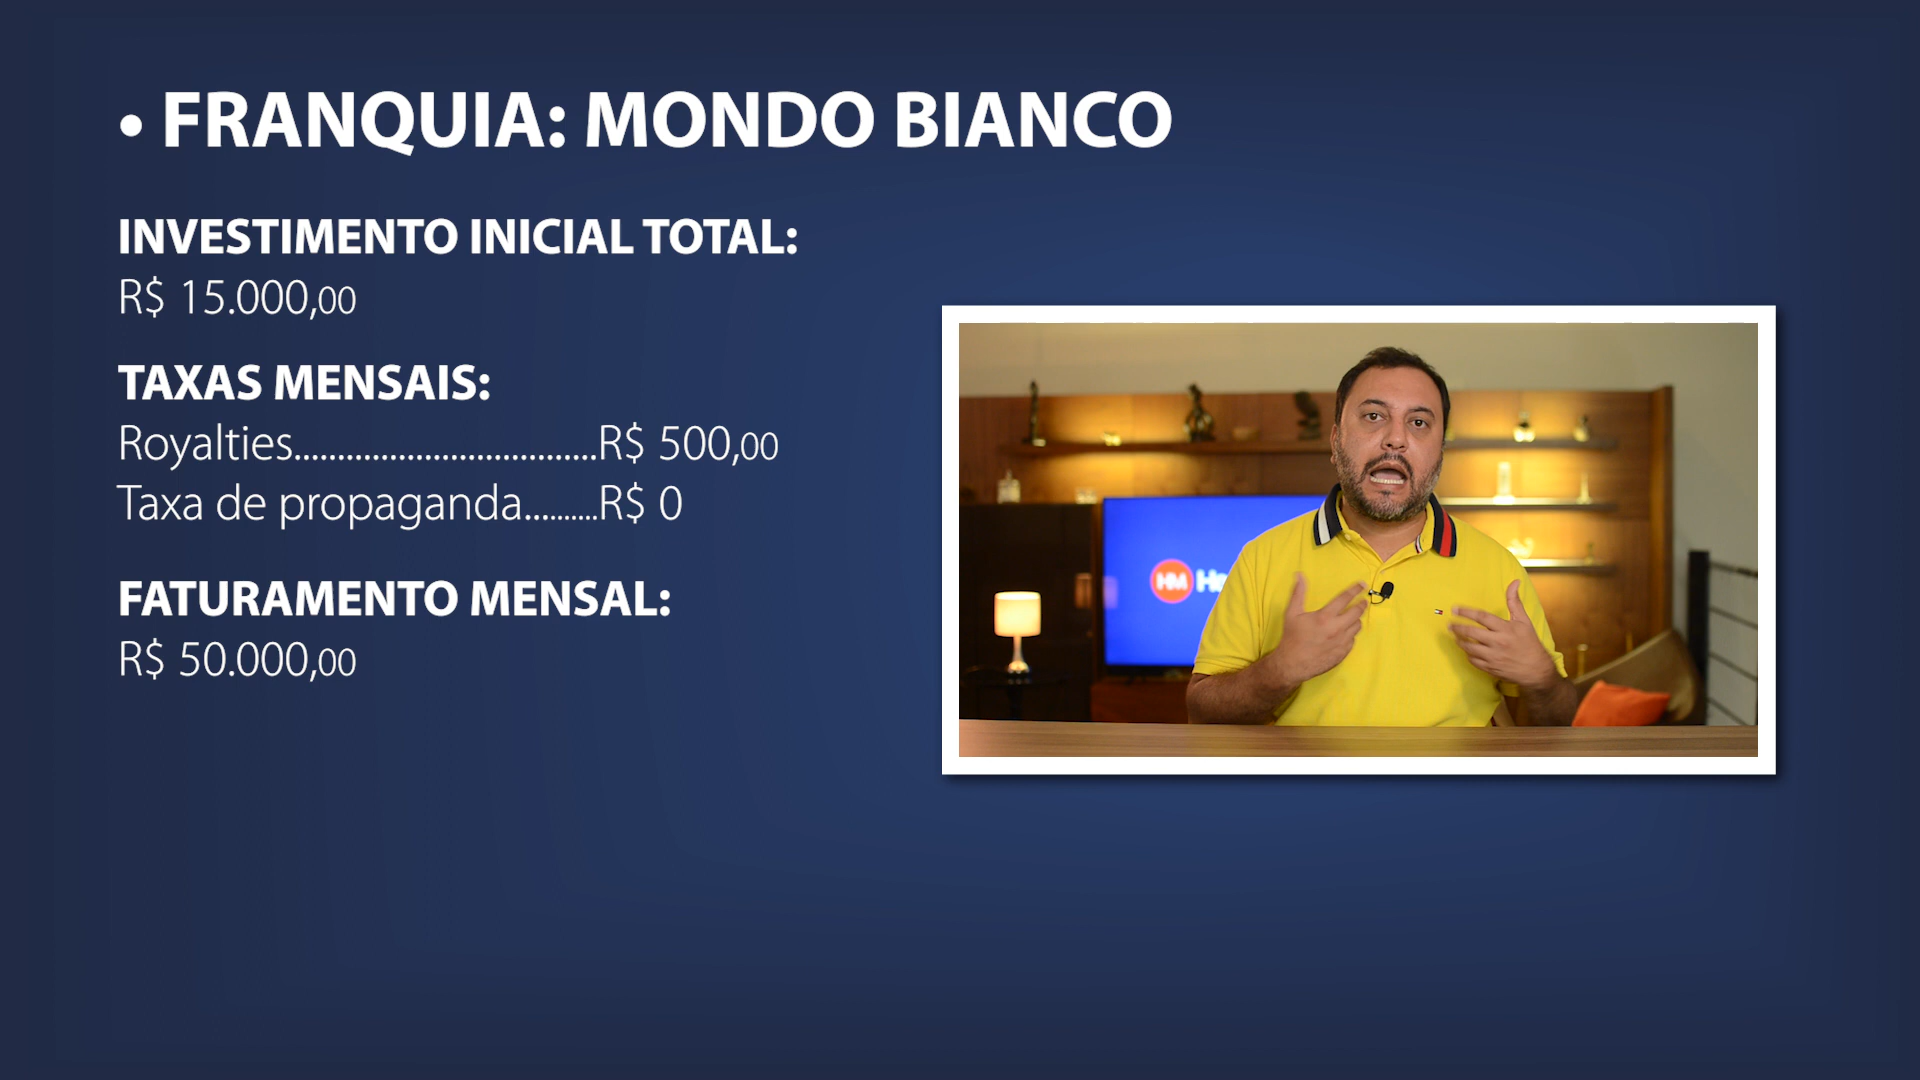 • FRANQUIA: MONDO BIANCO
INVESTIMENTO INICIAL TOTAL:
R$ 15.000,00
TAXAS MENSAIS:
Royalties..................................R$ 500,00
Taxa de propaganda.........R$ 0
FATURAMENTO MENSAL:
R$ 50.000,00
HM